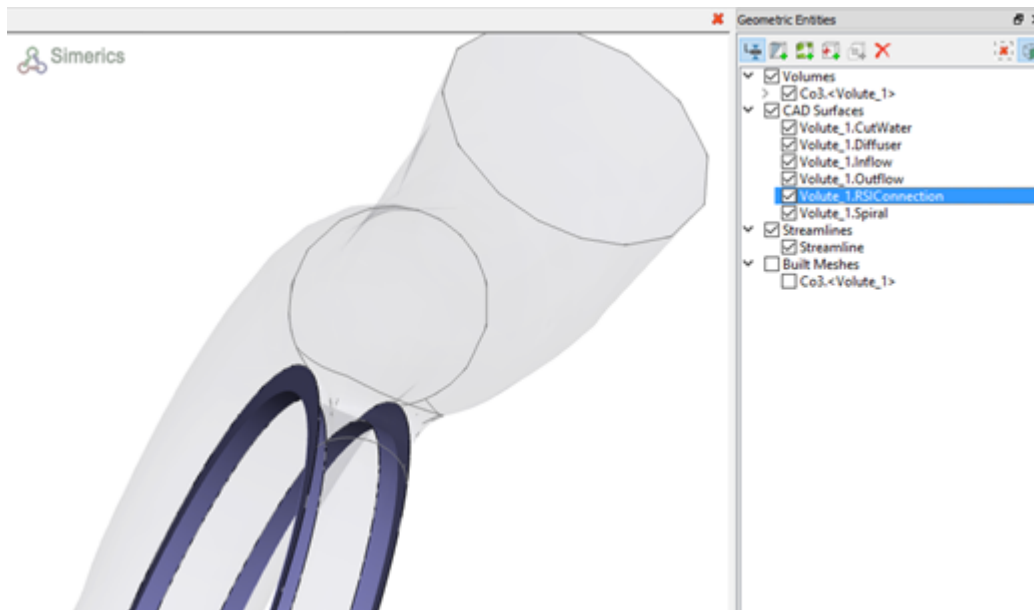 Simerics
Geometric Entities
Volumes
Co3.<Volute_1>
CAD Surfaces
Volute_1.CutWater
Volute_1.Diffuser
Volute_1.Inflow
Volute_1.Outflow
Volute_1.RSIConnection
Volute_1.Spiral
Streamlines
Streamline
Built Meshes
Co3.<Volute_1>